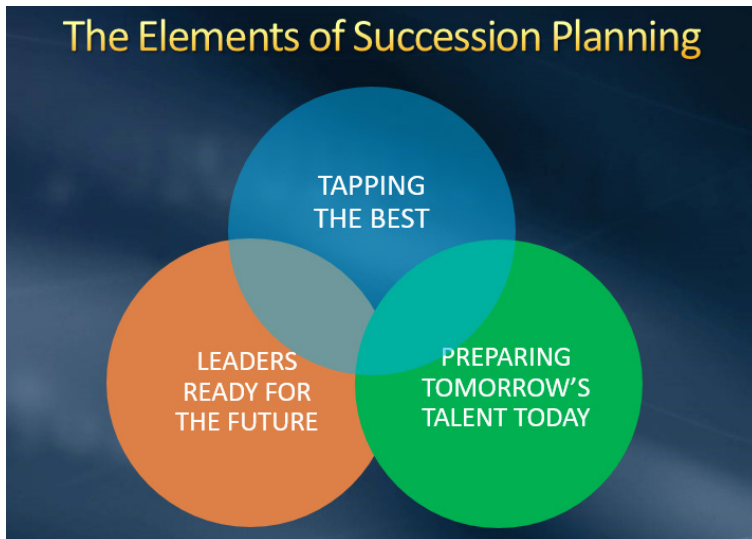 The Elements of Succession Planning
TAPPING
THE BEST
LEADERS
READY FOR
THE FUTURE
PREPARING
TOMORROW'S
TALENT TODAY